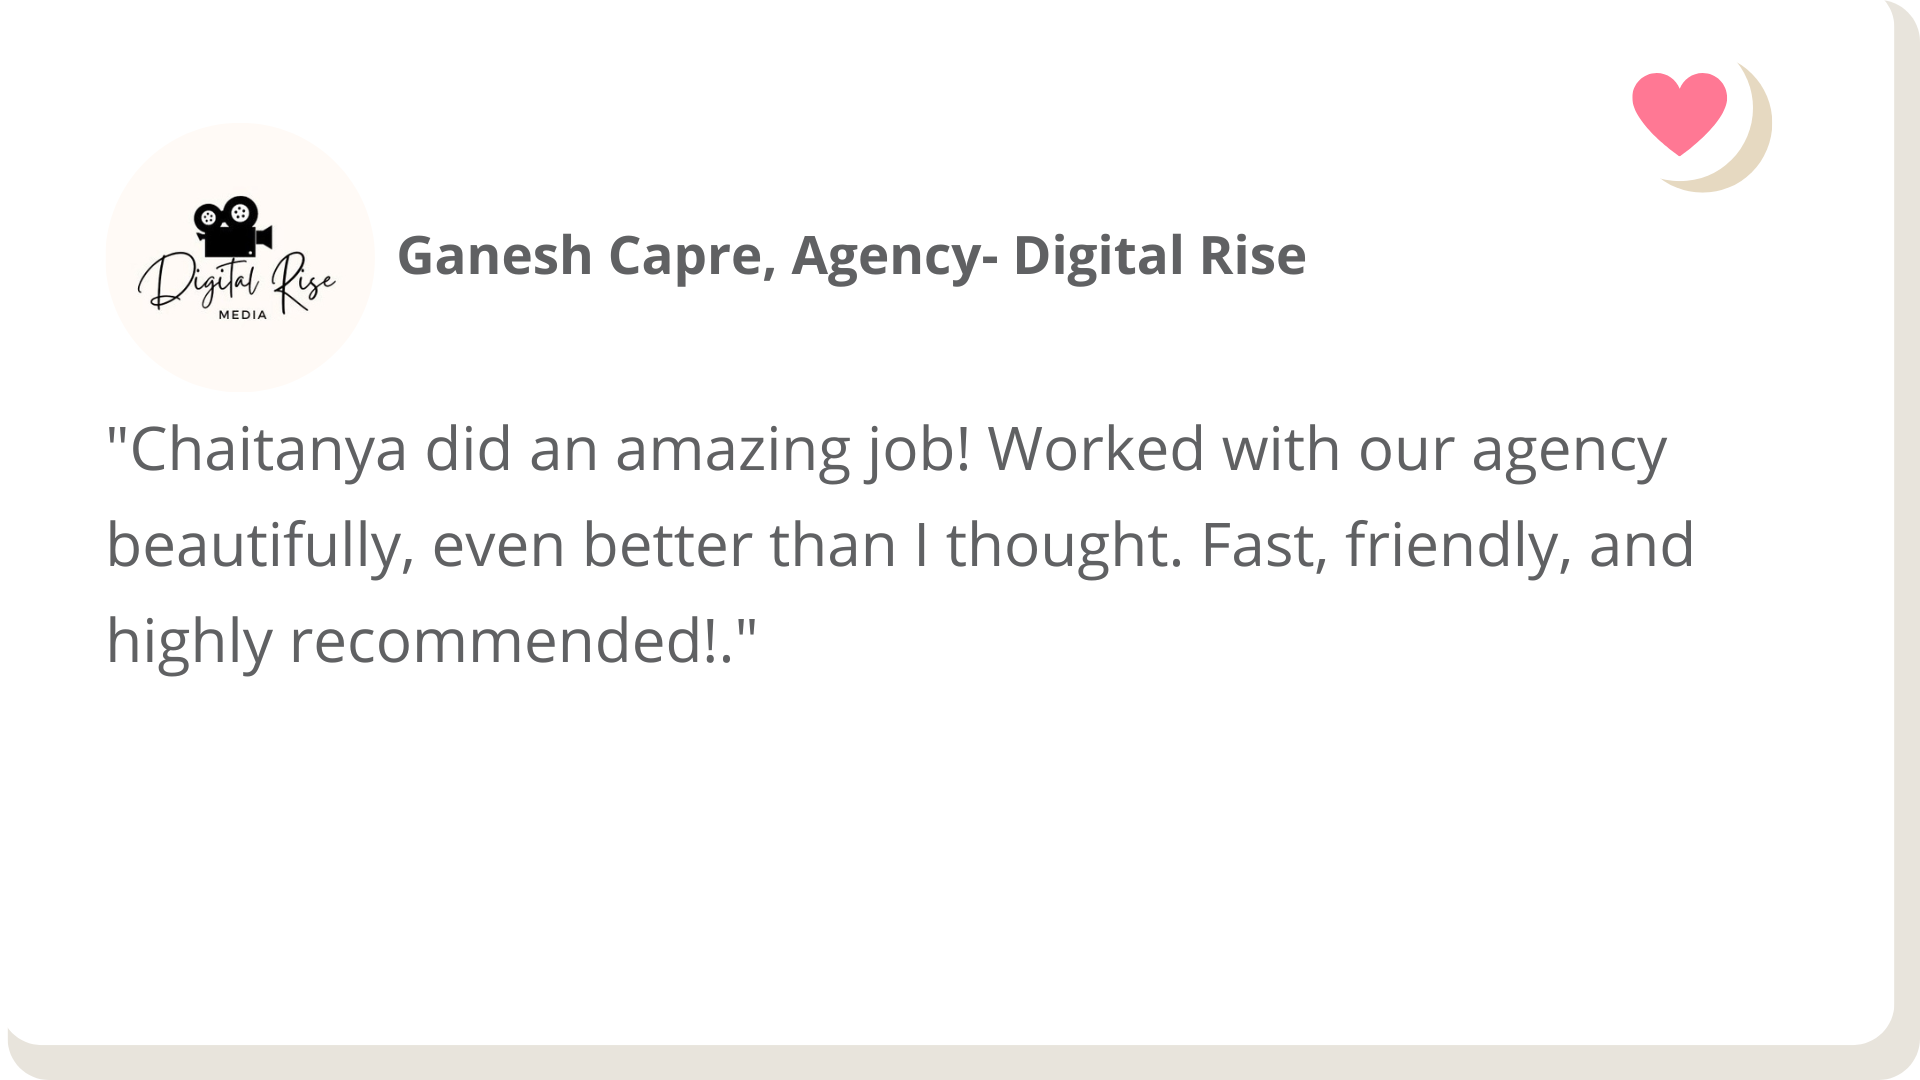 Digital Rise
MEDIA
Ganesh Capre, Agency- Digital Rise
"Chaitanya did an amazing job! Worked with our agency
beautifully, even better than I thought. Fast, friendly, and
highly recommended!."